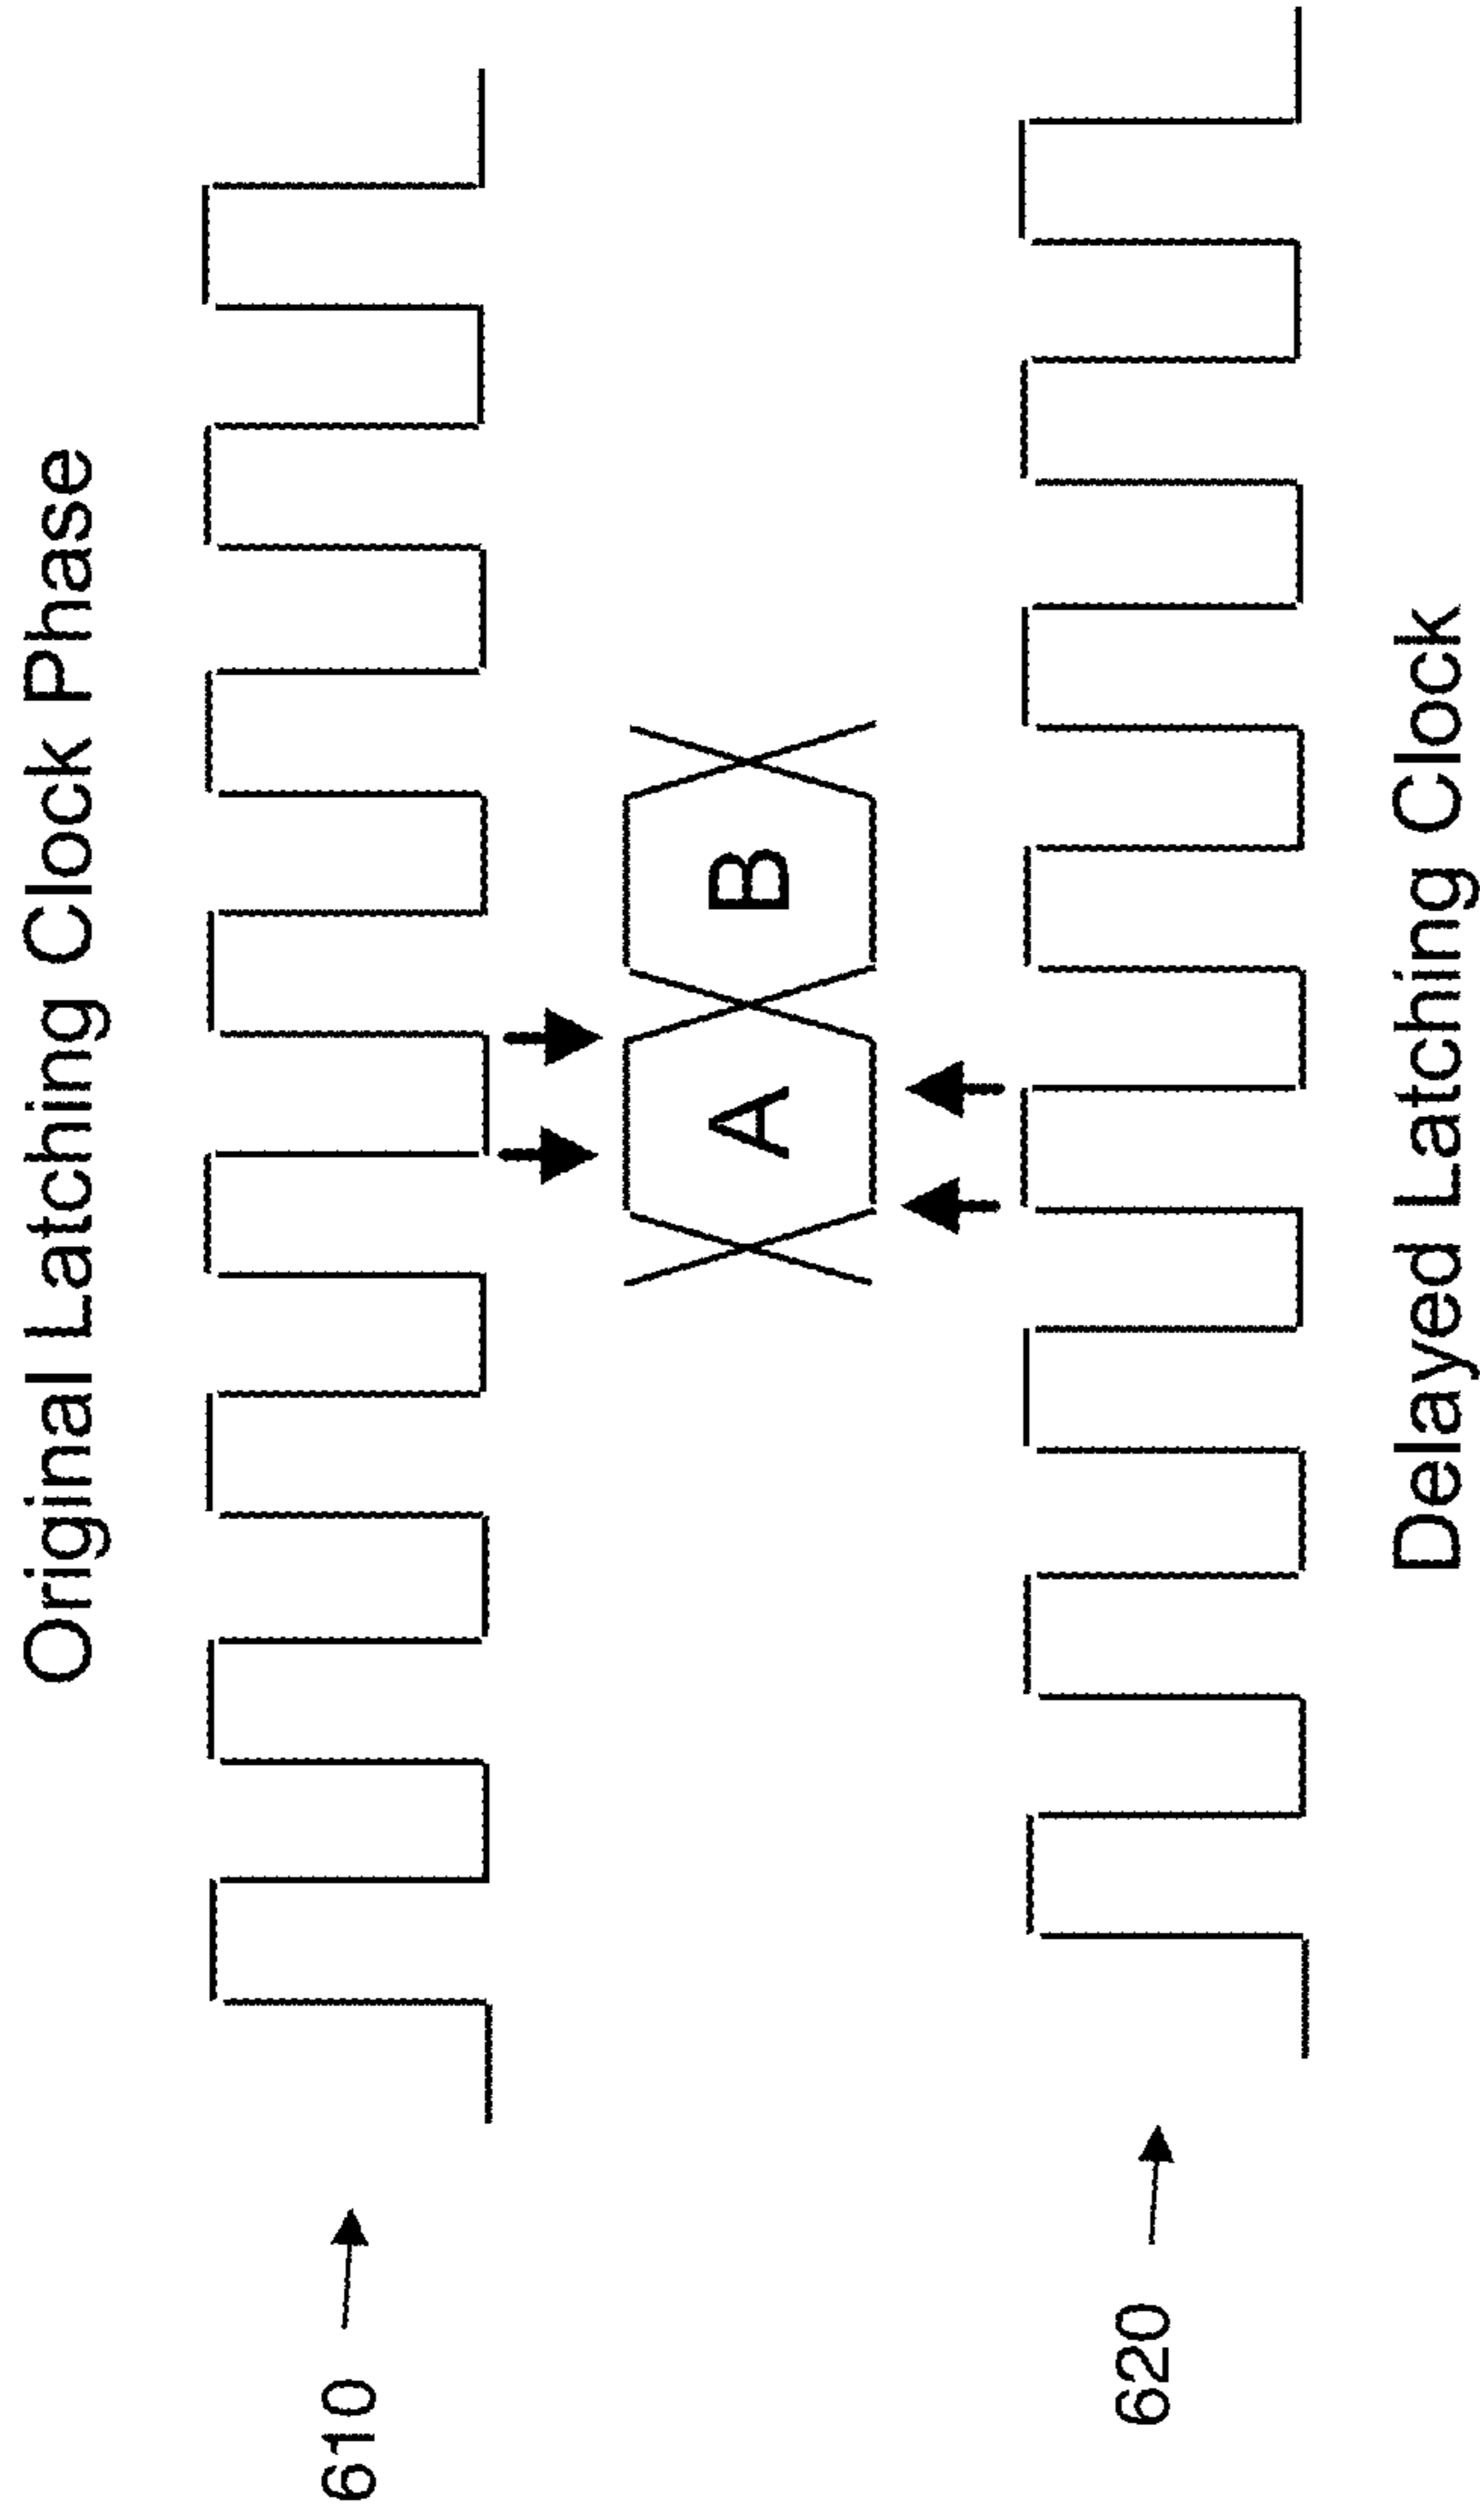 Original Latching Clock Phase
610
A B
620
Delayed Latching Clock